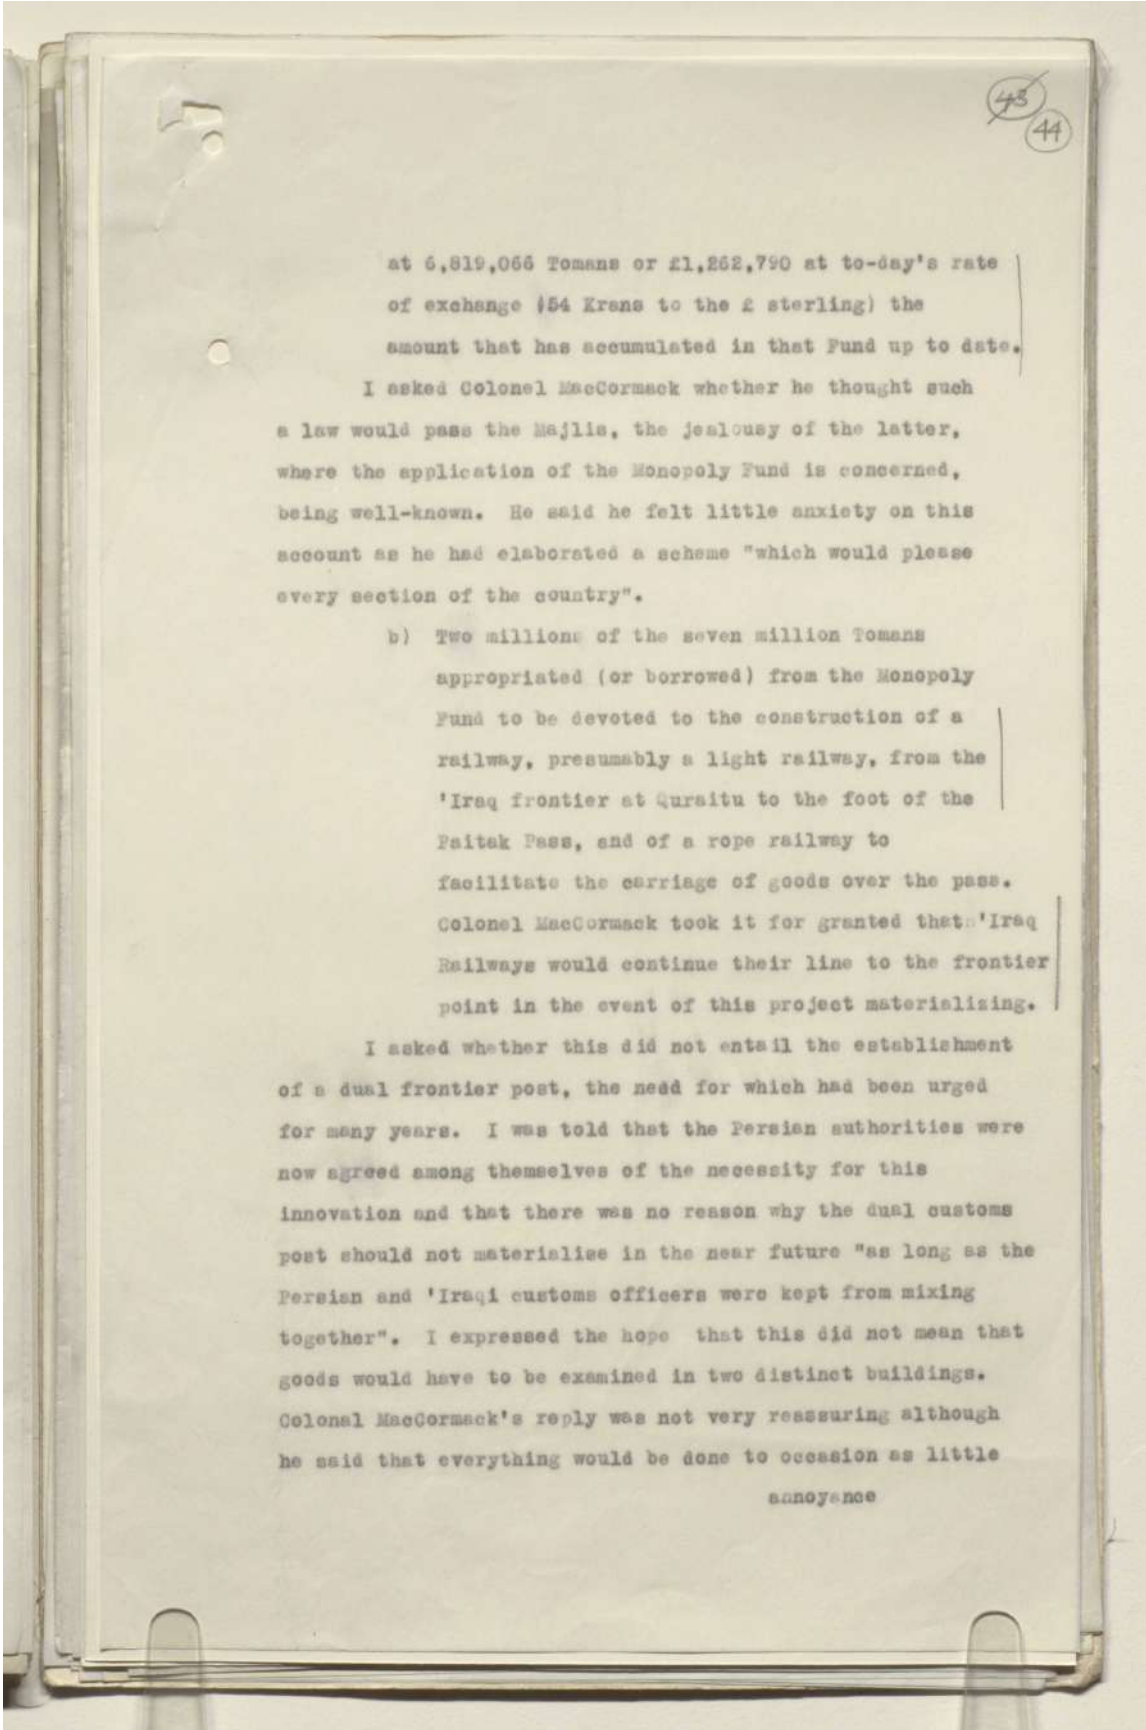 43
44
at 6,819,066 Tomans or £1,262,790 at to-day's rate
of exchange (54 Krans to the £ sterling) the
amount that has accumulated in that Fund up to date.
I asked Colonel MacCormack whether he thought such
a law would pass the Majlis, the jealousy of the latter,
where the application of the Monopoly Fund is concerned,
being well-known. He said he felt little anxiety on this
account as he had elaborated a scheme "which would please
every section of the country".
b) Two millions of the seven million Tomans
appropriated (or borrowed) from the Monopoly
Fund to be devoted to the construction of a
railway, presumably a light railway, from the
'Iraq frontier at Quraitu to the foot of the
Paitak Pass, and of a rope railway to
facilitate the carriage of goods over the pass.
Colonel MacCormack took it for granted that 'Iraq
Railways would continue their line to the frontier
point in the event of this project materializing.
I asked whether this did not entail the establishment
of a dual frontier post, the need for which had been urged
for many years. I was told that the Persian authorities were
now agreed among themselves of the necessity for this
innovation and that there was no reason why the dual customs
post should not materialise in the near future "as long as the
Persian and 'Iraqi customs officers were kept from mixing
together". I expressed the hope that this did not mean that
goods would have to be examined in two distinct buildings.
Colonal MacCormack's reply was not very reassuring although
he said that everything would be done to occasion as little
annoyance